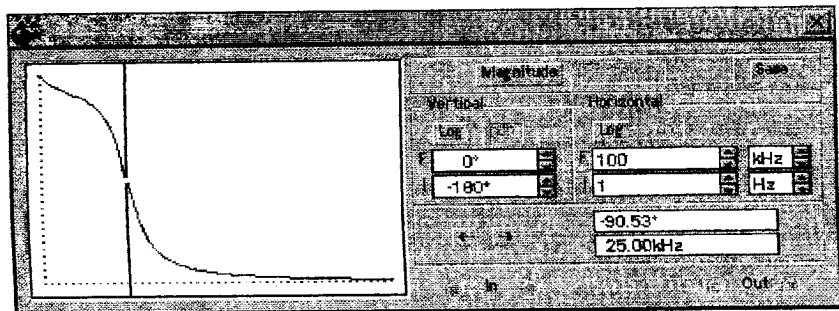 Magnitude Save
Vertical Horizontal
Log Log
F 0° F 100 kHz
I -180° I 1 Hz
-90.53°
25.00kHz
In Out